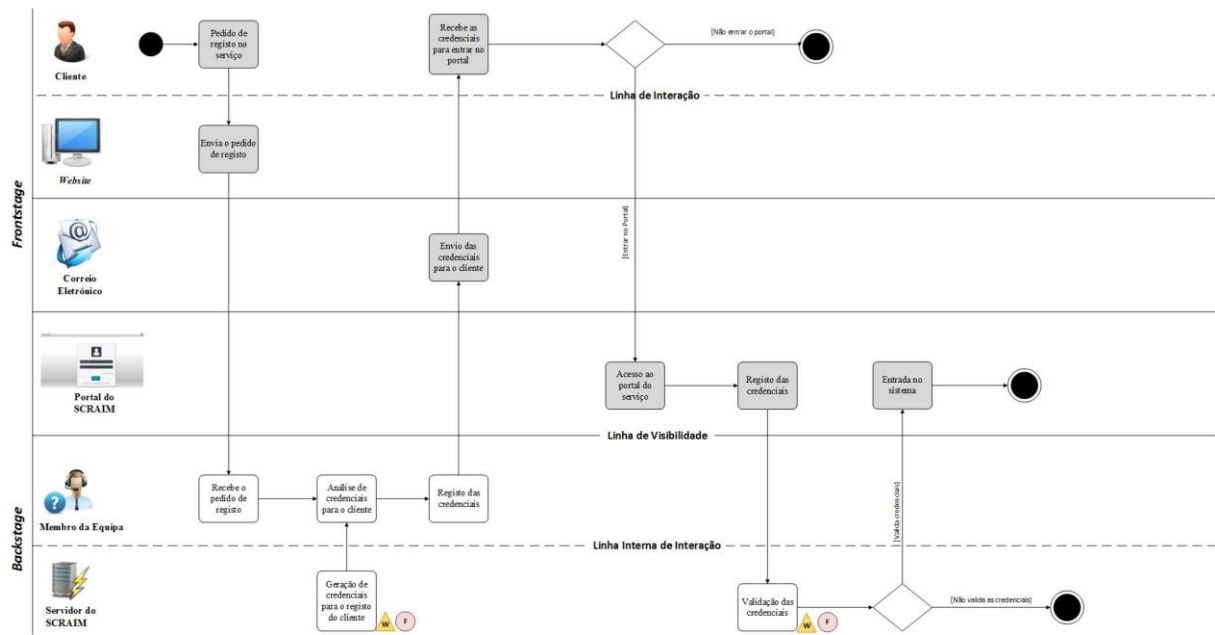 Frontstage
Backstage
Cliente
Pedido de
registo no
serviço
Recebe as
credenciais
para entrar no
portal
[Não entrar o portal]
Linha de Interação
Website
Envia o pedido
de registo
Correio
Eletrónico
Envio das
credenciais
para o cliente
[Entrar no Portal]
Portal do
SCRAIM
Acesso ao
portal do
serviço
Registo das
credenciais
Entrada no
sistema
Linha de Visibilidade
Membro da Equipa
Recebe o
pedido de
registo
Análise de
credenciais
para o cliente
Registo das
credenciais
[Valida credenciais]
Linha Interna de Interação
Servidor do
SCRAIM
Geração de
credenciais
para o registo
do cliente
W
F
Validação das
credenciais
W
F
[Não valida as credenciais]